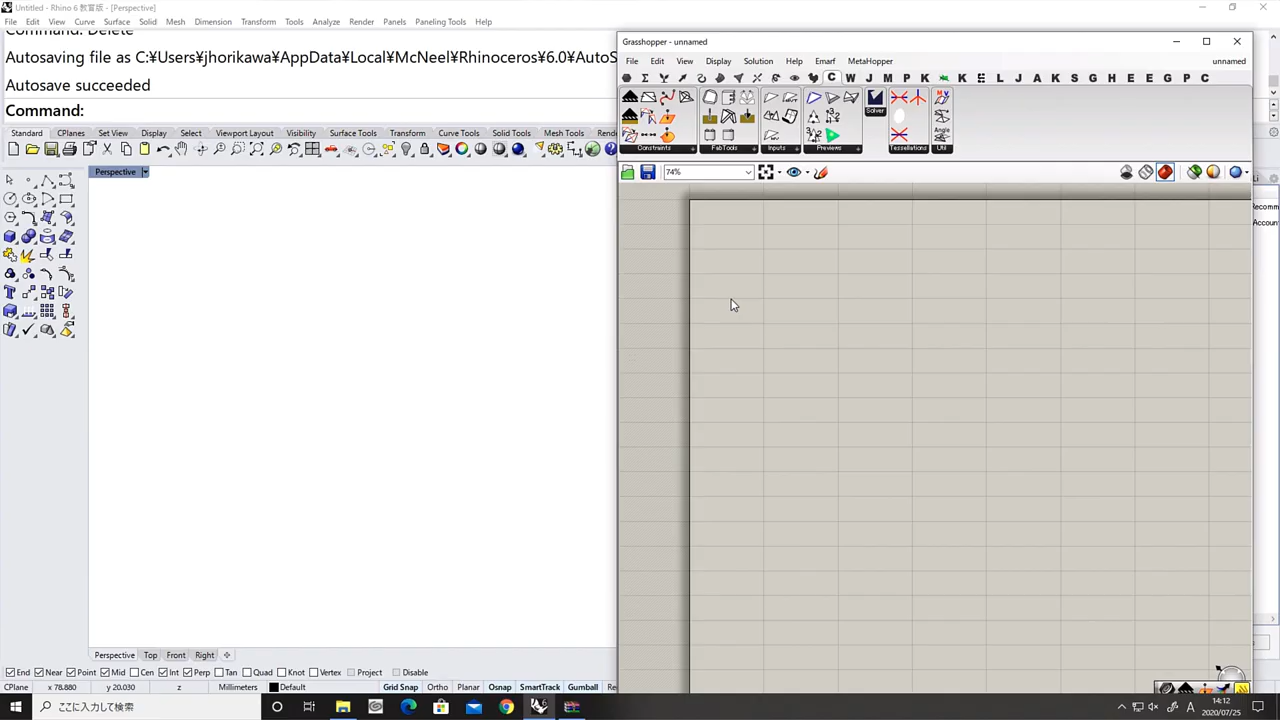 Untitled - Rhino 6 教育版 - [Perspective]
File Edit View Curve Surface Solid Mesh Dimension Transform Tools Analyze Render Panels Paneling Tools Help
Command: Delete
Autosaving file as C:¥Users¥jhorikawa¥AppData¥Local¥McNeel¥Rhinoceros¥6.0¥AutoS
Autosave succeeded
Command:
Standard CPlanes Set View Display Select Viewport Layout Visibility Surface Tools Transform Curve Tools Solid Tools Mesh Tools Rende
Perspective
Grasshopper - unnamed
File Edit View Display Solution Help Emarf MetaHopper unnamed
C W J M P K K L J A K S G H E E G P C
Solver
Angle
Constraints FabTools Inputs Previews Tessellations Util
74%
Li
Recomm
Account
Perspective Top Front Right
End Near Point Mid Cen Int Perp Tan Quad Knot Vertex Project Disable
CPlane x 78.880 y 20.030 z Millimeters Default Grid Snap Ortho Planar Osnap SmartTrack Gumball
ここに入力して検索
A
14:12
2020/07/25